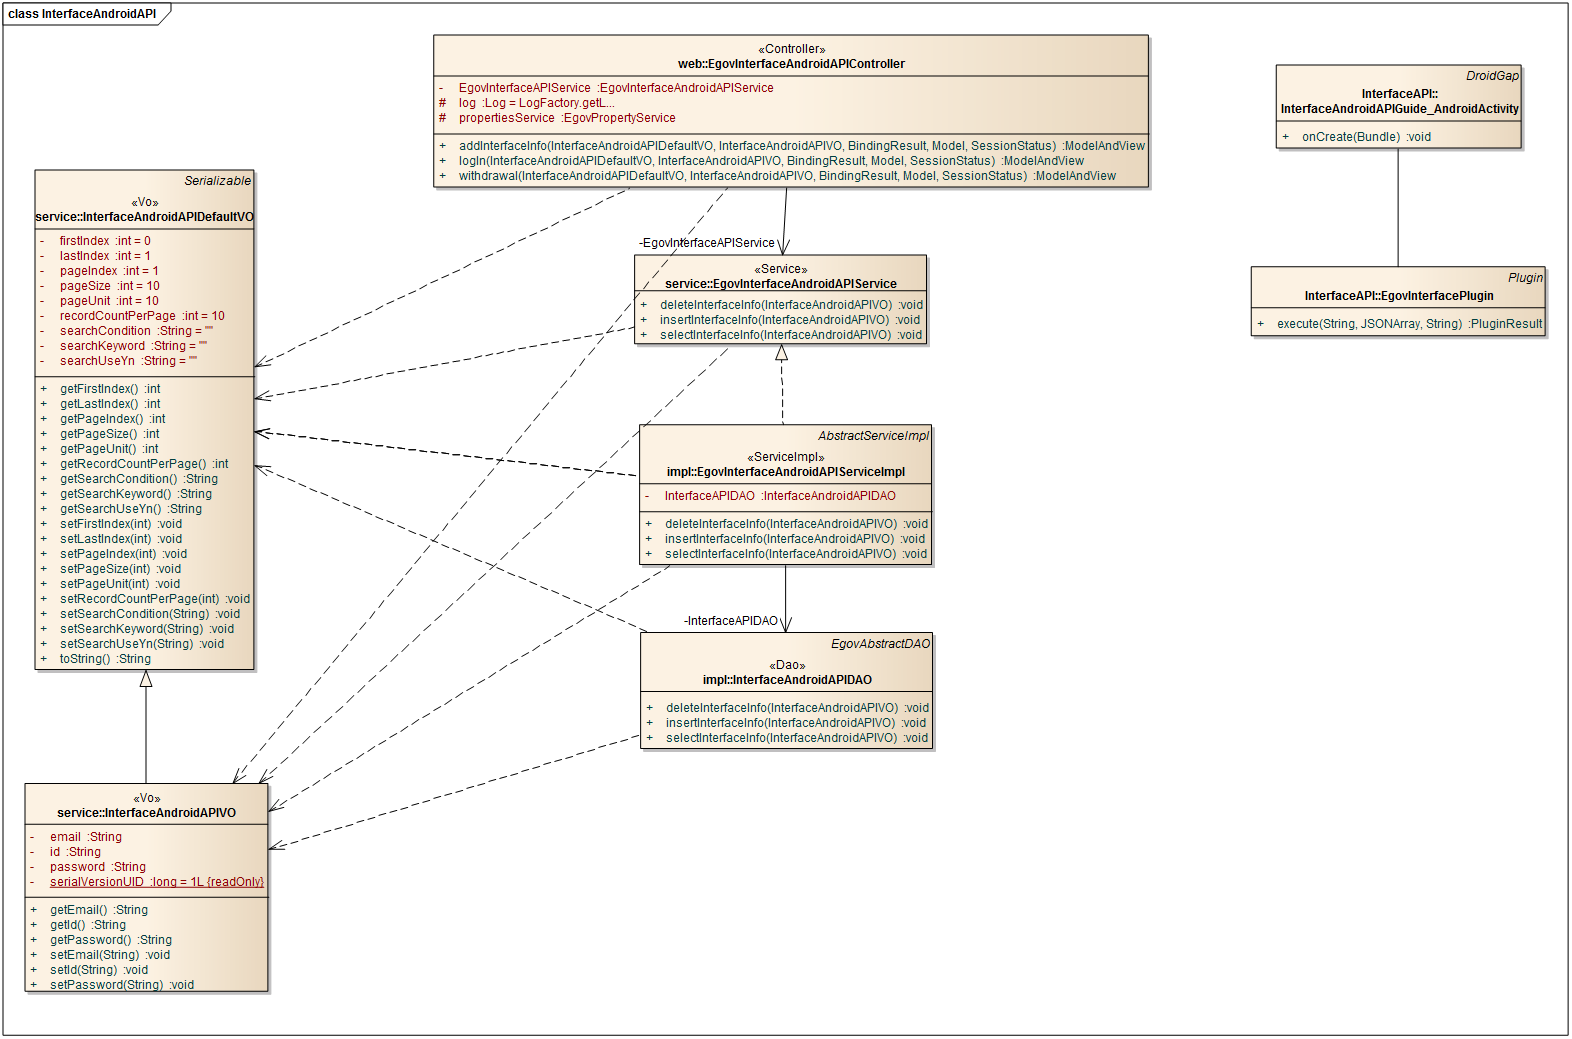 class InterfaceAndroidAPI
«Controller»
web::EgovInterfaceAndroidAPIController
- EgovInterfaceAPIService :EgovInterfaceAndroidAPIService
# log :Log = LogFactory.getL...
# propertiesService :EgovPropertyService
+ addInterfaceInfo(InterfaceAndroidAPIDefaultVO, InterfaceAndroidAPIVO, BindingResult, Model, SessionStatus) :ModelAndView
+ logIn(InterfaceAndroidAPIDefaultVO, InterfaceAndroidAPIVO, BindingResult, Model, SessionStatus) :ModelAndView
+ withdrawal(InterfaceAndroidAPIDefaultVO, InterfaceAndroidAPIVO, BindingResult, Model, SessionStatus) :ModelAndView
DroidGap
InterfaceAPI::
InterfaceAndroidAPIGuide_AndroidActivity
+ onCreate(Bundle) :void
Serializable
«Vo»
service::InterfaceAndroidAPIDefaultVO
- firstIndex :int = 0
- lastIndex :int = 1
- pageIndex :int = 1
- pageSize :int = 10
- pageUnit :int = 10
- recordCountPerPage :int = 10
- searchCondition :String = ""
- searchKeyword :String = ""
- searchUseYn :String = ""
+ getFirstIndex() :int
+ getLastIndex() :int
+ getPageIndex() :int
+ getPageSize() :int
+ getPageUnit() :int
+ getRecordCountPerPage() :int
+ getSearchCondition() :String
+ getSearchKeyword() :String
+ getSearchUseYn() :String
+ setFirstIndex(int) :void
+ setLastIndex(int) :void
+ setPageIndex(int) :void
+ setPageSize(int) :void
+ setPageUnit(int) :void
+ setRecordCountPerPage(int) :void
+ setSearchCondition(String) :void
+ setSearchKeyword(String) :void
+ setSearchUseYn(String) :void
+ toString() :String
-EgovInterfaceAPIService
«Service»
service::EgovInterfaceAndroidAPIService
+ deleteInterfaceInfo(InterfaceAndroidAPIVO) :void
+ insertInterfaceInfo(InterfaceAndroidAPIVO) :void
+ selectInterfaceInfo(InterfaceAndroidAPIVO) :void
Plugin
InterfaceAPI::EgovInterfacePlugin
+ execute(String, JSONArray, String) :PluginResult
AbstractServiceImpl
«ServiceImpl»
impl::EgovInterfaceAndroidAPIServiceImpl
- InterfaceAPIDAO :InterfaceAndroidAPIDAO
+ deleteInterfaceInfo(InterfaceAndroidAPIVO) :void
+ insertInterfaceInfo(InterfaceAndroidAPIVO) :void
+ selectInterfaceInfo(InterfaceAndroidAPIVO) :void
-InterfaceAPIDAO
EgovAbstractDAO
«Dao»
impl::InterfaceAndroidAPIDAO
+ deleteInterfaceInfo(InterfaceAndroidAPIVO) :void
+ insertInterfaceInfo(InterfaceAndroidAPIVO) :void
+ selectInterfaceInfo(InterfaceAndroidAPIVO) :void
«Vo»
service::InterfaceAndroidAPIVO
- email :String
- id :String
- password :String
- serialVersionUID :long = 1L {readOnly}
+ getEmail() :String
+ getId() :String
+ getPassword() :String
+ setEmail(String) :void
+ setId(String) :void
+ setPassword(String) :void